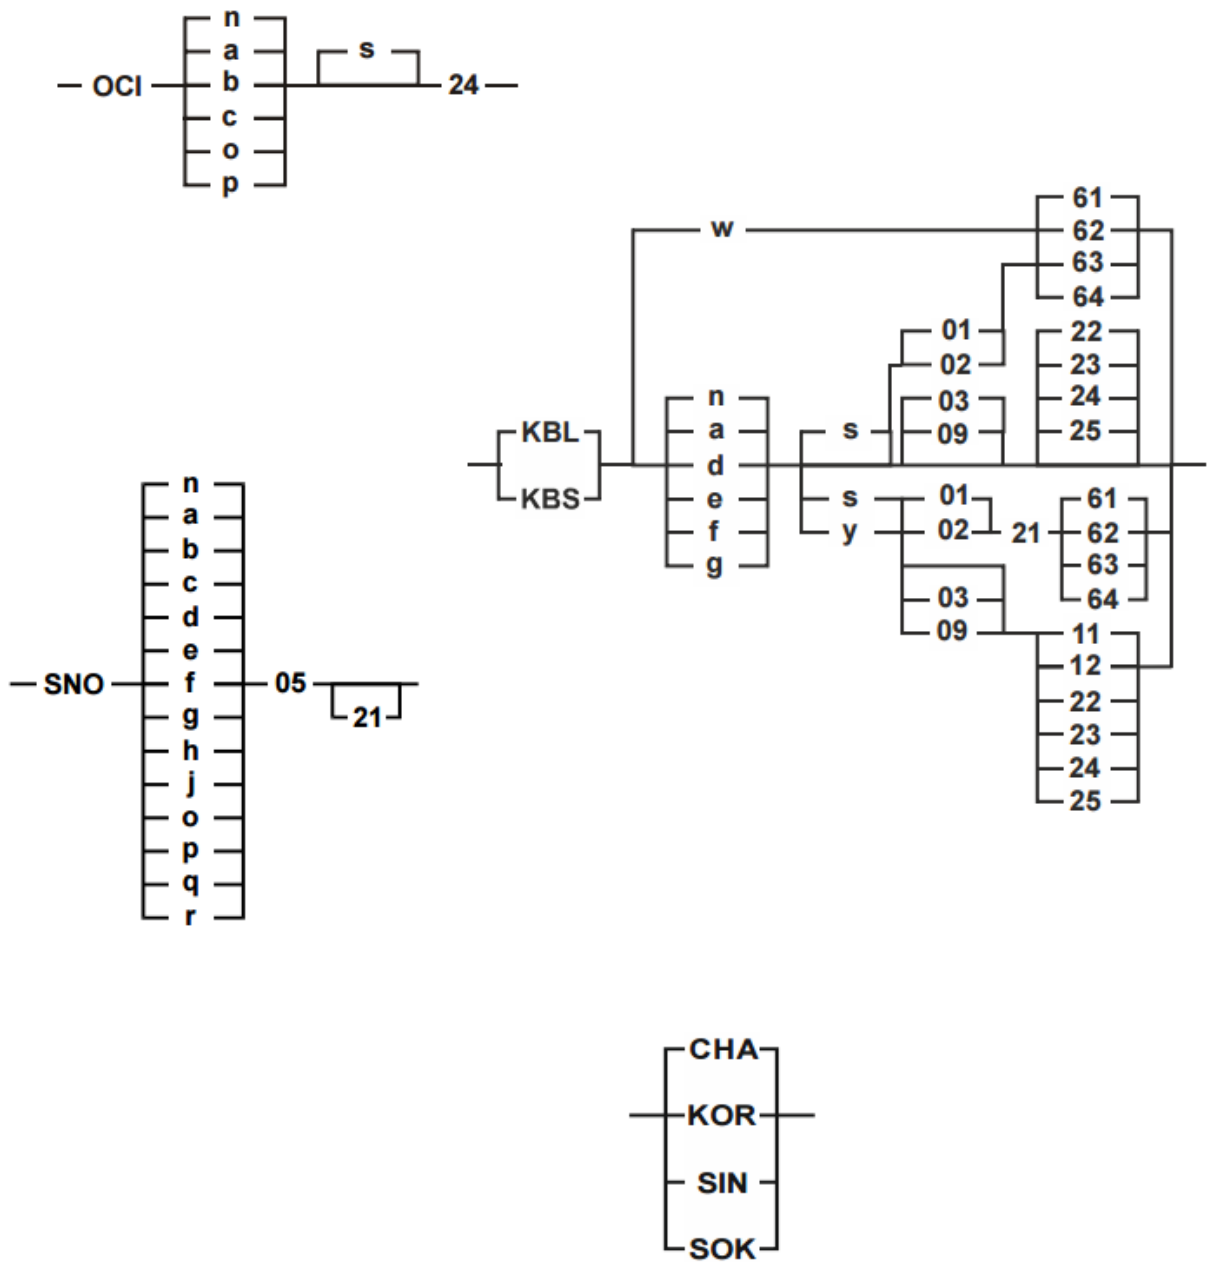 n
a
s
OCI b 24
c
o
p
61
w 62
63
64
01 22
02 23
n 03 24
KBL a s 09 25
d
KBS e s 01 61
f y 02 21 62
g 63
03 64
09 11
12
22
23
24
25
n
a
b
c
d
e
SNO f 05
g 21
h
j
o
p
q
r
CHA
KOR
SIN
SOK